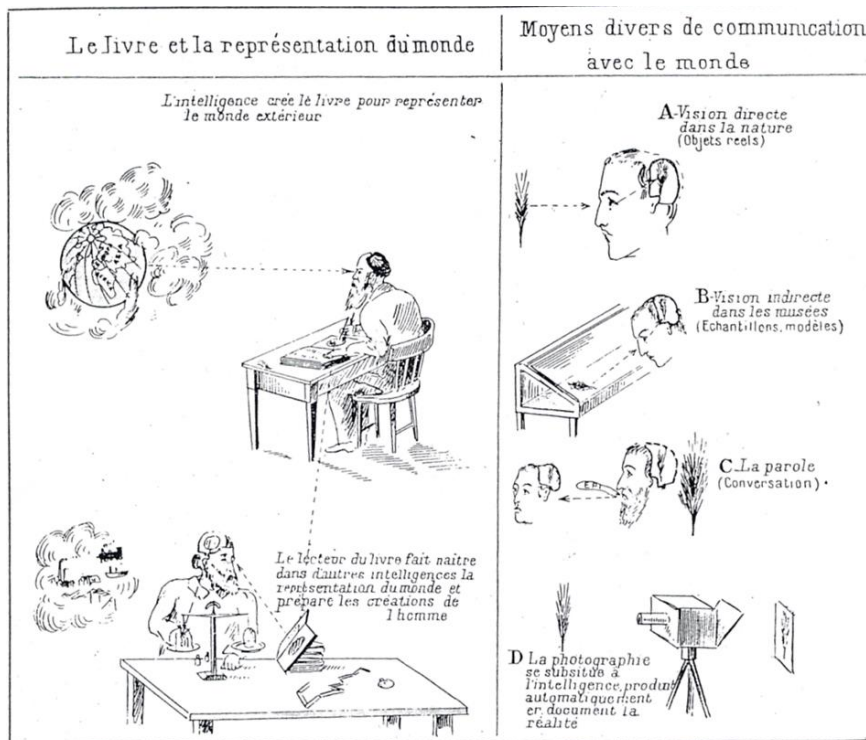 Le livre et la représentation du monde
L'intelligence crée le livre pour représenter
le monde extérieur
Le lecteur du livre fait naître
dans d'autres intelligences la
représentation du monde et
prépare les créations de
l'homme
Moyens divers de communication
avec le monde
A-Vision directe
dans la nature
(Objets reels)
B-Vision indirecte
dans les musées
(Echantillons, modèles)
C-La parole
(Conversation).
EPI
D La photographie
se subsitue à
l'intelligence, produit
automatiquement
en document la
réalité